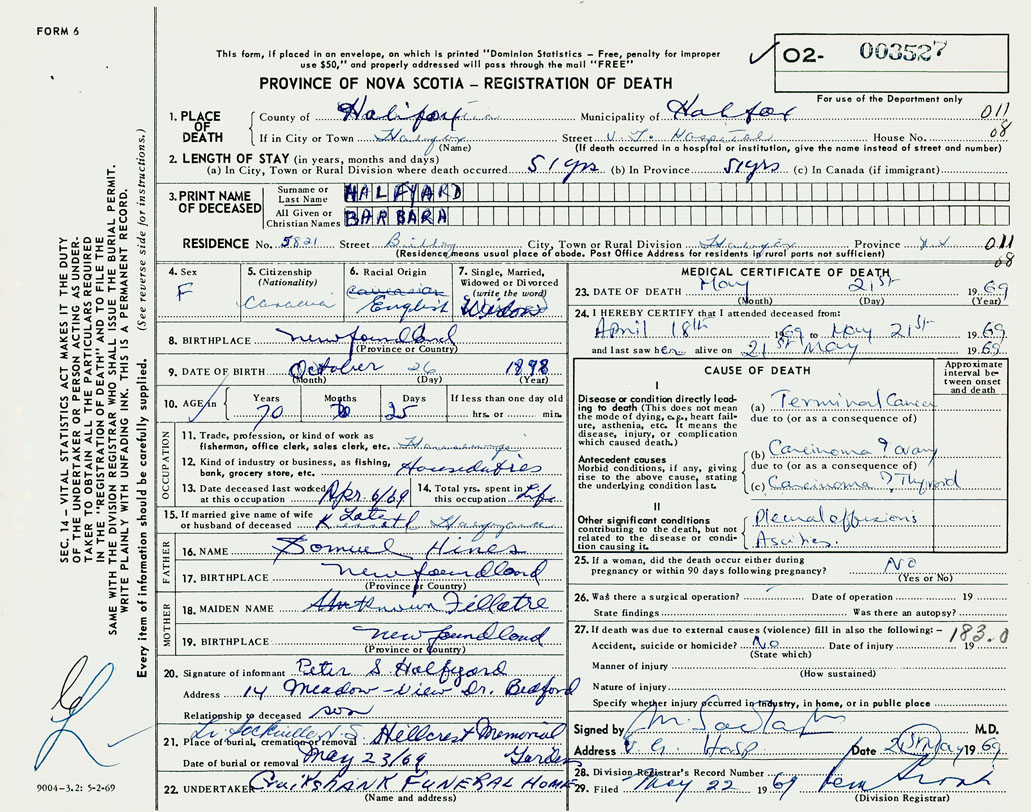 FORM 6
This form, if placed in an envelope, on which is printed "Dominion Statistics – Free, penalty for improper
use $50," and properly addressed will pass through the mail "FREE"
PROVINCE OF NOVA SCOTIA – REGISTRATION OF DEATH
02- 003527
For use of the Department only
1. PLACE OF DEATH
County of Halifax Municipality of Halifax 011
If in City or Town Halifax Street V. G. Hospital House No. 08
(Name) (If death occurred in a hospital or institution, give the name instead of street and number)
2. LENGTH OF STAY (in years, months and days)
(a) In City, Town or Rural Division where death occurred 51 yrs (b) In Province 51 yrs (c) In Canada (if immigrant)
3. PRINT NAME OF DECEASED
Surname or Last Name HALFYARD
All Given or Christian Names BARBARA
RESIDENCE No. 5821 Street City, Town or Rural Division Halifax Province N.S. 011
(Residence means usual place of abode. Post Office Address for residents in rural parts not sufficient) 08
4. Sex F
5. Citizenship (Nationality) Canadian
6. Racial Origin Caucasian English
7. Single, Married, Widowed or Divorced (write the word) Widow
8. BIRTHPLACE Newfoundland
(Province or Country)
9. DATE OF BIRTH October 26 1898
(Month) (Day) (Year)
10. AGE in Years Months Days If less than one day old
70 25 hrs. or min.
OCCUPATION
11. Trade, profession, or kind of work as fisherman, office clerk, sales clerk, etc.
12. Kind of industry or business, as fishing, bank, grocery store, etc. Houseduties
13. Date deceased last worked at this occupation Apr 6/69
14. Total yrs. spent in this occupation Life
15. If married give name of wife or husband of deceased Late
FATHER
16. NAME Samuel Hines
17. BIRTHPLACE Newfoundland
(Province or Country)
MOTHER
18. MAIDEN NAME Unknown Fellatre
19. BIRTHPLACE Newfoundland
(Province or Country)
20. Signature of informant Peter S. Halfyard
Address 14 Meadow-View Dr. Bedford
Relationship to deceased son
Lr Sackville N.S.
21. Place of burial, cremation or removal Hillcrest Memorial
Date of burial or removal May 23/69 Gardens
22. UNDERTAKER Cruikshank Funeral Home
(Name and address)
MEDICAL CERTIFICATE OF DEATH
23. DATE OF DEATH May 21st 1969
(Month) (Day) (Year)
24. I HEREBY CERTIFY that I attended deceased from:
April 18th 1969 to May 21st 1969
and last saw her alive on 21st May 1969
CAUSE OF DEATH
Approximate interval between onset and death
I
Disease or condition directly leading to death (This does not mean the mode of dying, e.g., heart failure, asthenia, etc. It means the disease, injury, or complication which caused death.)
(a) Terminal Cancer
due to (or as a consequence of)
Antecedent causes
Morbid conditions, if any, giving rise to the above cause, stating the underlying condition last.
(b) Carcinoma ? ovary
due to (or as a consequence of)
(c) Carcinoma ? Thyroid
II
Other significant conditions contributing to the death, but not related to the disease or condition causing it.
Pleural effusions
Ascites.
25. If a woman, did the death occur either during pregnancy or within 90 days following pregnancy? No
(Yes or No)
26. Was there a surgical operation? Date of operation 19
State findings Was there an autopsy?
27. If death was due to external causes (violence) fill in also the following:– 183.0
Accident, suicide or homicide? No Date of injury 19
(State which)
Manner of injury
(How sustained)
Nature of injury
Specify whether injury occurred in industry, in home, or in public place
Signed by M.D.
Address V. G. Hosp. Date 21st May 1969
28. Division Registrar's Record Number
29. Filed May 22 1969
(Division Registrar)
SEC. 14 – VITAL STATISTICS ACT MAKES IT THE DUTY
OF THE UNDERTAKER OR PERSON ACTING AS UNDER-
TAKER TO OBTAIN ALL THE PARTICULARS REQUIRED
IN THE "REGISTRATION OF DEATH" AND TO FILE THE
SAME WITH THE DIVISION REGISTRAR WHO SHALL ISSUE THE BURIAL PERMIT.
WRITE PLAINLY WITH UNFADING INK. THIS IS A PERMANENT RECORD.
Every item of information should be carefully supplied. (See reverse side for instructions.)
9004–3.2: 5-2-69